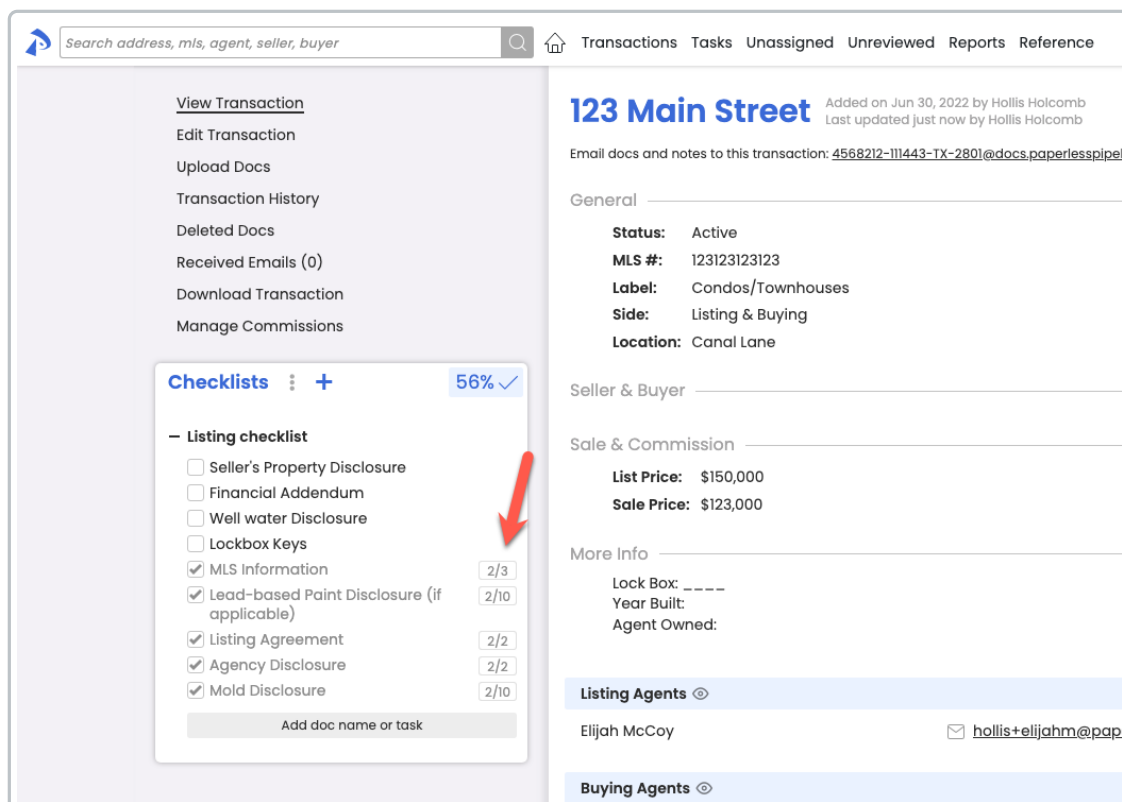 Search address, mls, agent, seller, buyer
Transactions Tasks Unassigned Unreviewed Reports Reference
View Transaction
Edit Transaction
Upload Docs
Transaction History
Deleted Docs
Received Emails (0)
Download Transaction
Manage Commissions
Checklists
56%
Listing checklist
Seller's Property Disclosure
Financial Addendum
Well water Disclosure
Lockbox Keys
MLS Information 2/3
Lead-based Paint Disclosure (if 2/10
applicable)
Listing Agreement 2/2
Agency Disclosure 2/2
Mold Disclosure 2/10
Add doc name or task
123 Main Street
Added on Jun 30, 2022 by Hollis Holcomb
Last updated just now by Hollis Holcomb
Email docs and notes to this transaction: 4568212-111443-TX-2801@docs.paperlesspipel
General
Status: Active
MLS #: 123123123123
Label: Condos/Townhouses
Side: Listing & Buying
Location: Canal Lane
Seller & Buyer
Sale & Commission
List Price: $150,000
Sale Price: $123,000
More Info
Lock Box: _ _ _ _
Year Built:
Agent Owned:
Listing Agents
Elijah McCoy hollis+elijahm@pap
Buying Agents